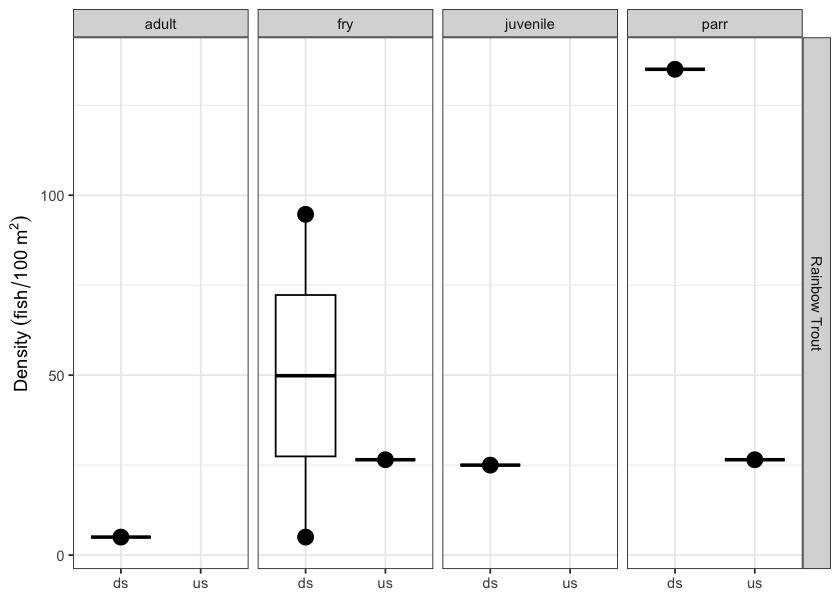 adult fry juvenile parr
Density (fish/100 m²)
100
50
0
Rainbow Trout
ds us ds us ds us ds us